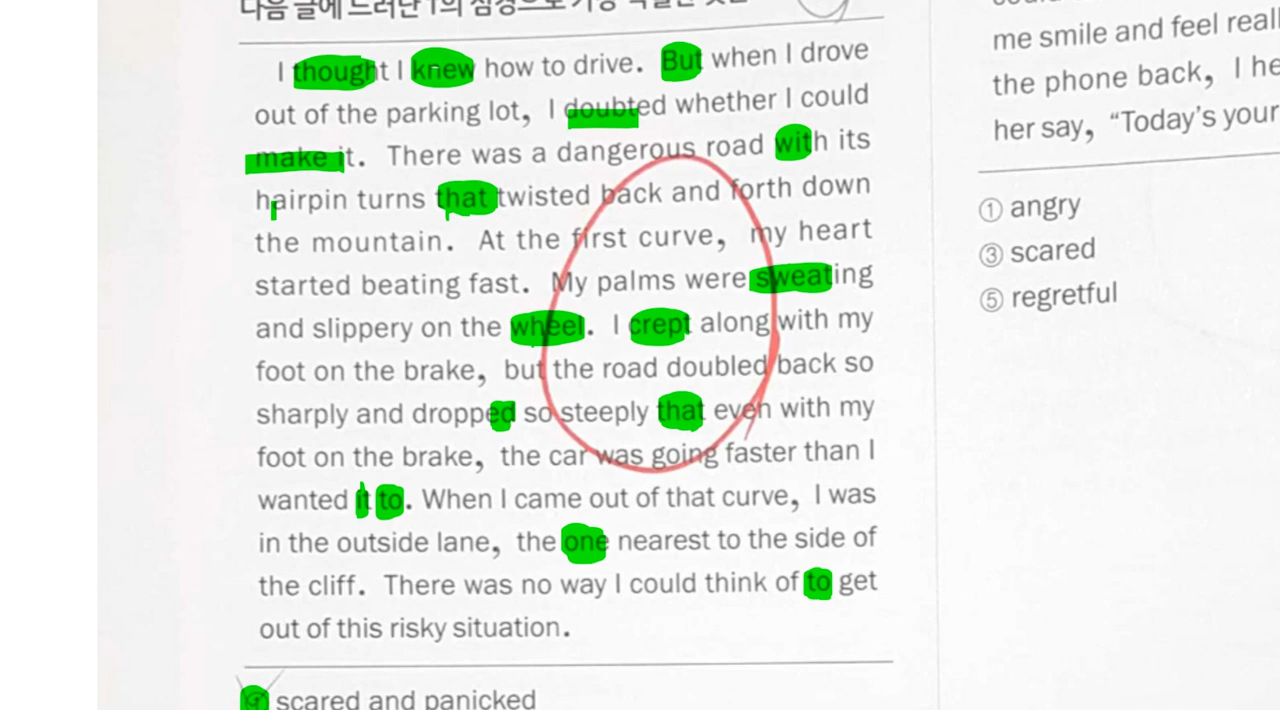 I thought I knew how to drive. But when I drove
out of the parking lot, I doubted whether I could
make it. There was a dangerous road with its
hairpin turns that twisted back and forth down
the mountain. At the first curve, my heart
started beating fast. My palms were sweating
and slippery on the wheel. I crept along with my
foot on the brake, but the road doubled back so
sharply and dropped so steeply that even with my
foot on the brake, the car was going faster than I
wanted it to. When I came out of that curve, I was
in the outside lane, the one nearest to the side of
the cliff. There was no way I could think of to get
out of this risky situation.
scared and panicked
me smile and feel reall
the phone back, I he
her say, “Today’s your
① angry
③ scared
⑤ regretful